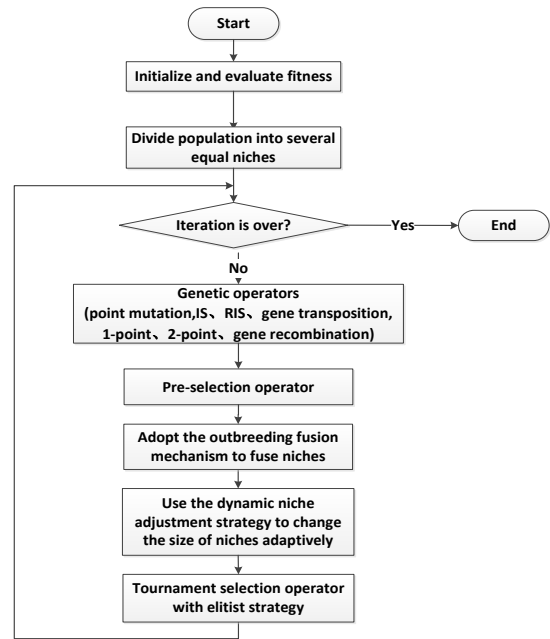 Start
Initialize and evaluate fitness
Divide population into several
equal niches
Iteration is over?
Yes
End
No
Genetic operators
(point mutation,IS、RIS、gene transposition,
1-point、2-point、gene recombination)
Pre-selection operator
Adopt the outbreeding fusion
mechanism to fuse niches
Use the dynamic niche
adjustment strategy to change
the size of niches adaptively
Tournament selection operator
with elitist strategy